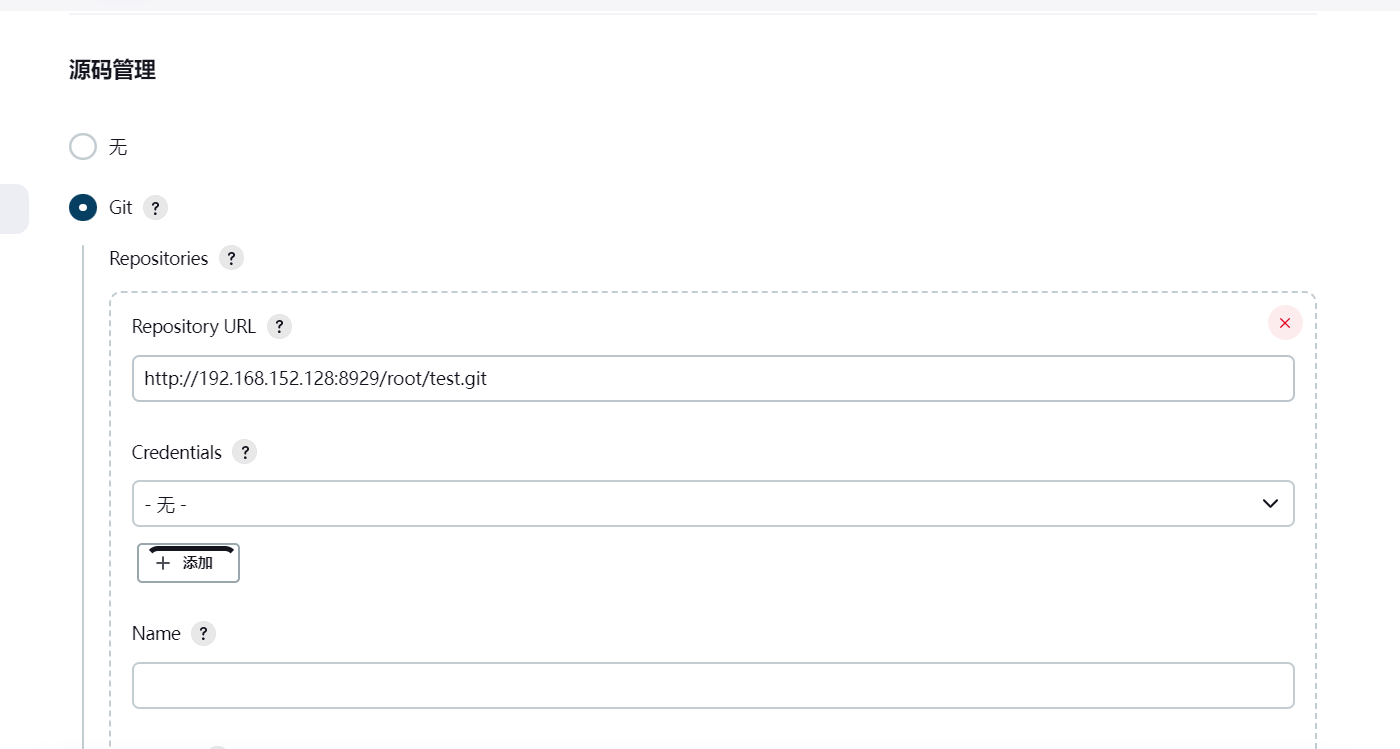 源码管理
无
Git ?
Repositories ?
Repository URL ?
http://192.168.152.128:8929/root/test.git
Credentials ?
- 无 -
+ 添加
Name ?